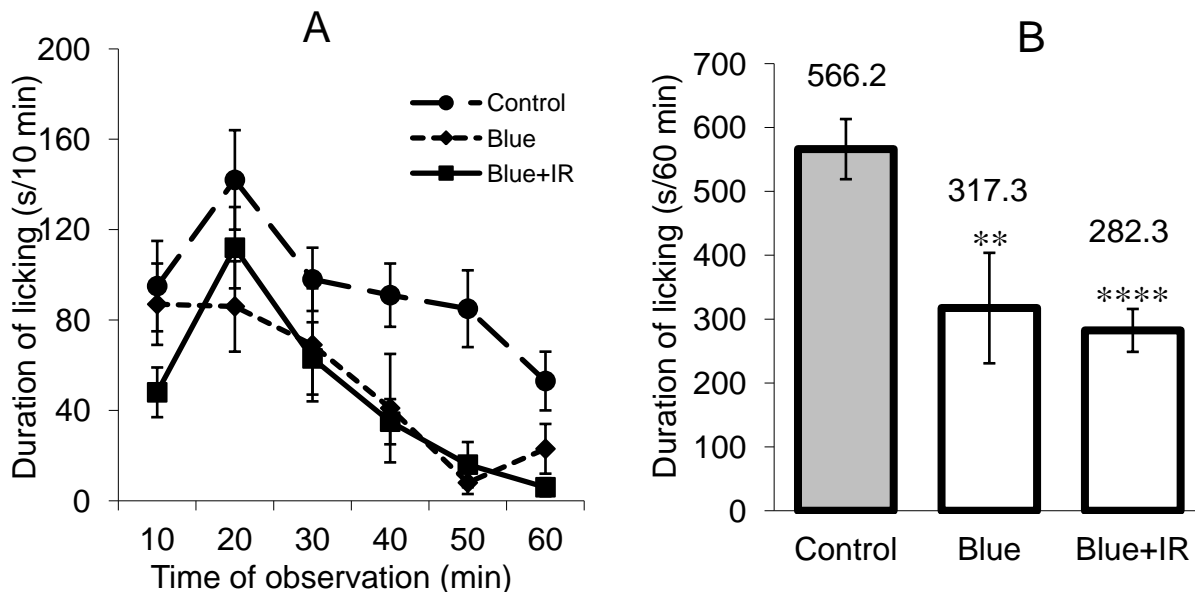 A
Duration of licking (s/10 min)
200
160
120
80
40
0
10 20 30 40 50 60
Time of observation (min)
Control
Blue
Blue+IR
B
Duration of licking (s/60 min)
700
600
500
400
300
200
100
0
566.2
317.3
**
282.3
****
Control Blue Blue+IR